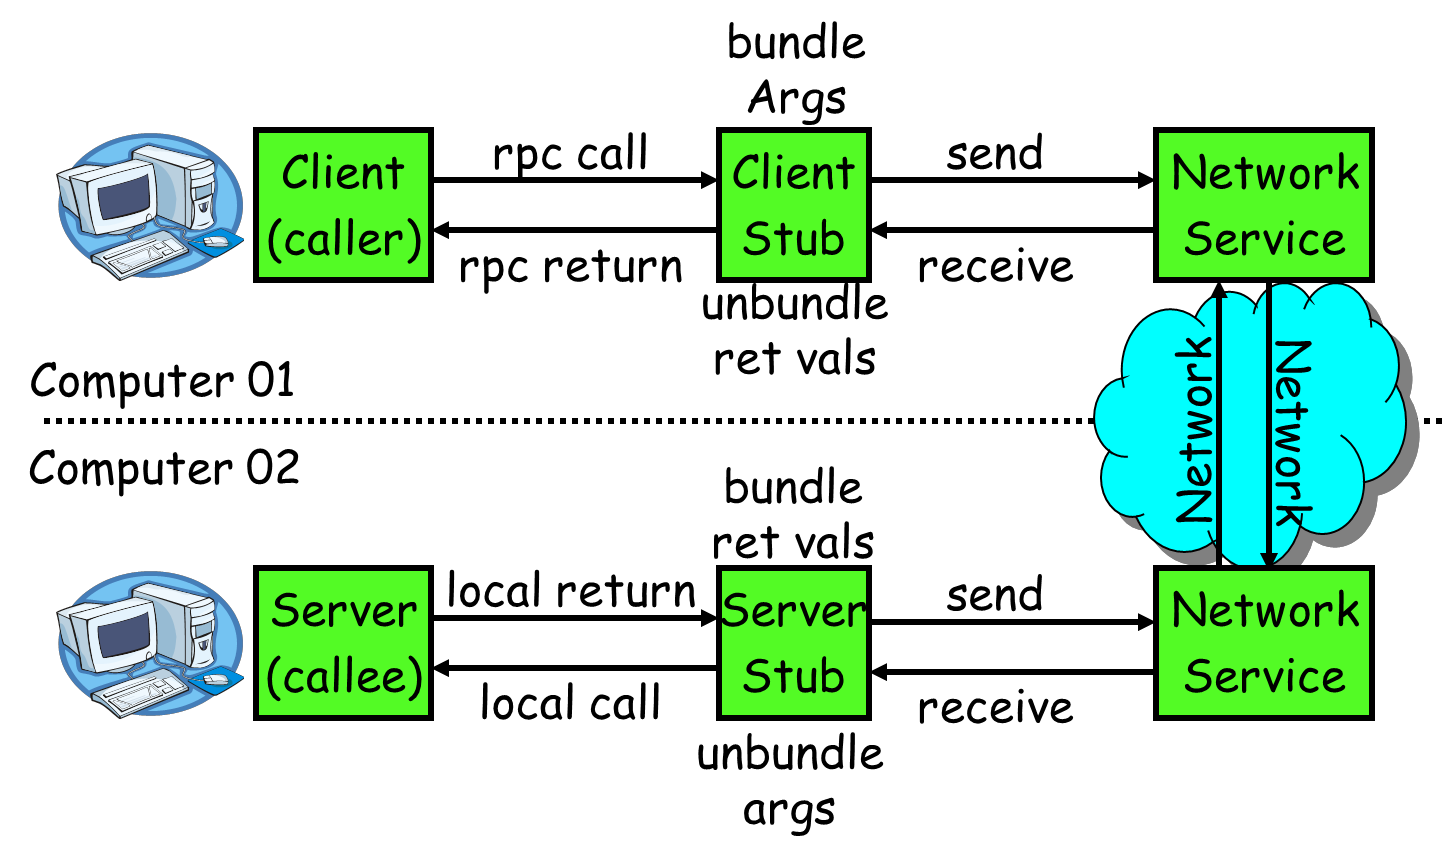 bundle
Args
Client
(caller)
rpc call
rpc return
Client
Stub
send
receive
Network
Service
unbundle
ret vals
Computer 01
Network
Network
Computer 02
bundle
ret vals
Server
(callee)
local return
local call
Server
Stub
send
receive
Network
Service
unbundle
args